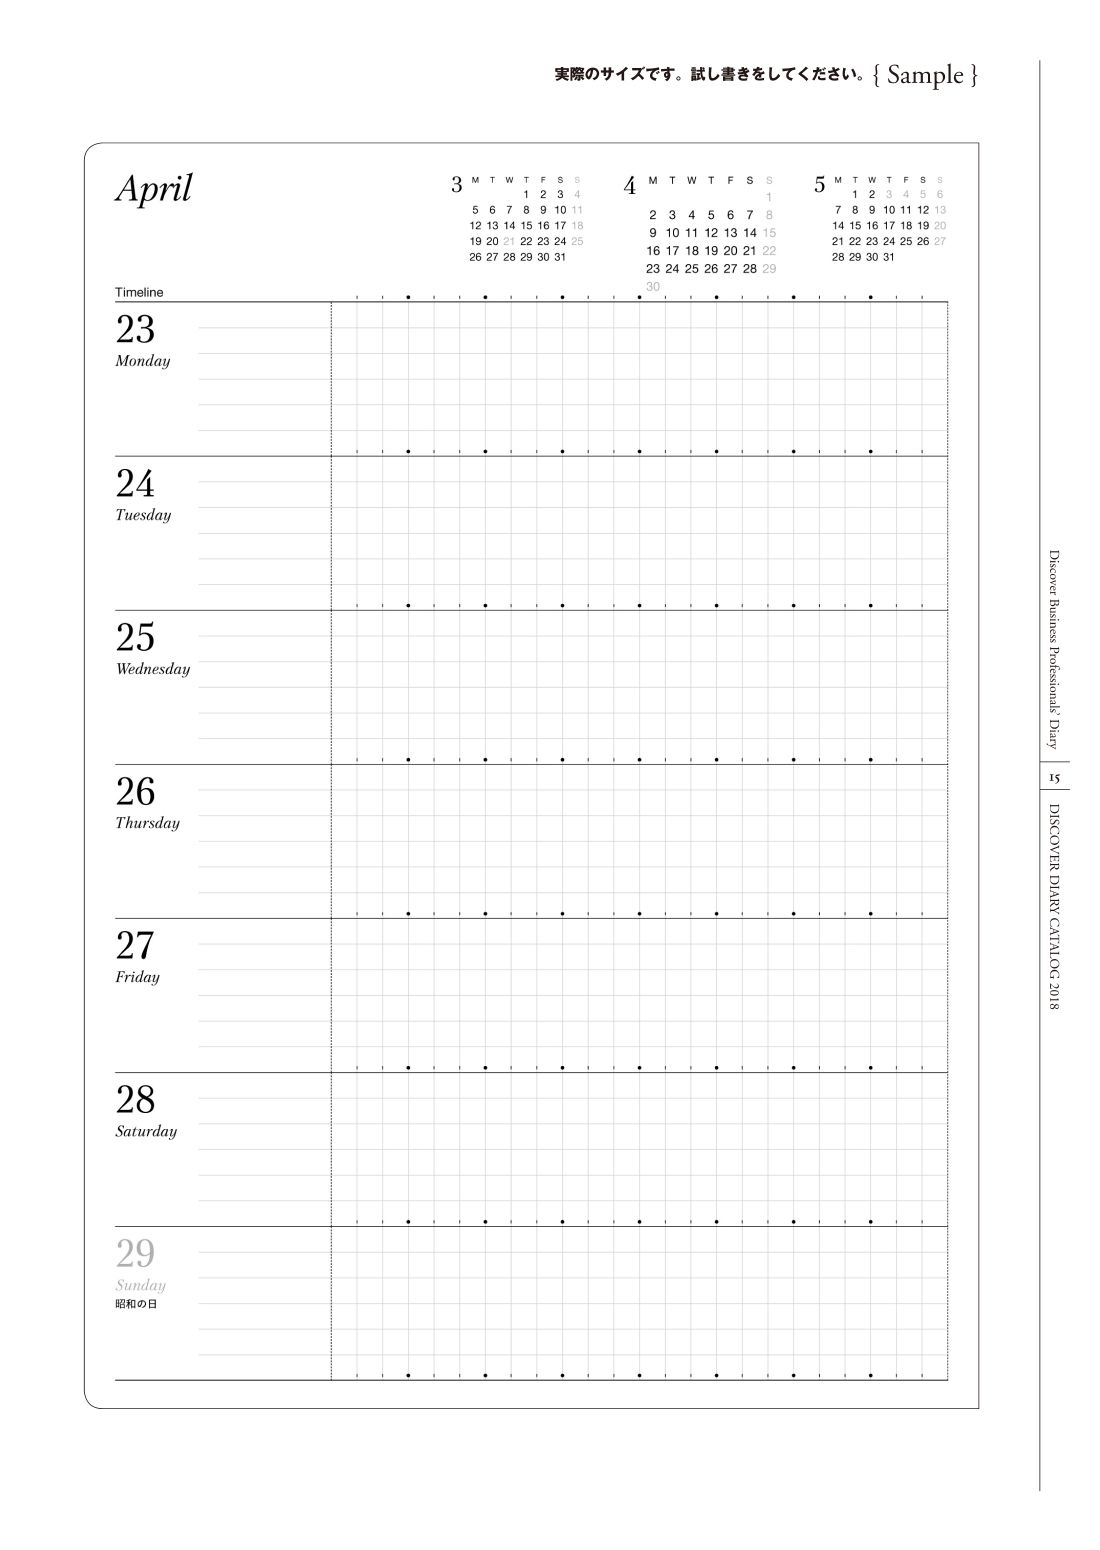 実際のサイズです。試し書きをしてください。{ Sample }
April
3 M T W T F S S
1 2 3 4
5 6 7 8 9 10 11
12 13 14 15 16 17 18
19 20 21 22 23 24 25
26 27 28 29 30 31
4 M T W T F S S
1
2 3 4 5 6 7 8
9 10 11 12 13 14 15
16 17 18 19 20 21 22
23 24 25 26 27 28 29
30
5 M T W T F S S
1 2 3 4 5 6
7 8 9 10 11 12 13
14 15 16 17 18 19 20
21 22 23 24 25 26 27
28 29 30 31
Timeline
23
Monday
24
Tuesday
25
Wednesday
26
Thursday
27
Friday
28
Saturday
29
Sunday
昭和の日
Discover Business Professionals' Diary
15
DISCOVER DIARY CATALOG 2018